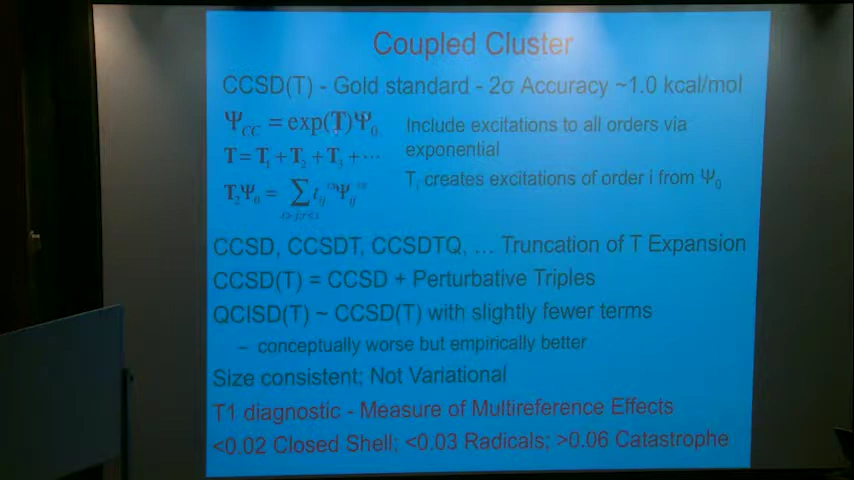 Coupled Cluster
CCSD(T) - Gold standard - 2σ Accuracy ~1.0 kcal/mol
Ψ_CC = exp(T)Ψ_0
Include excitations to all orders via
exponential
T = T_1 + T_2 + T_3 + ⋯
T_i creates excitations of order i from Ψ_0
T_2Ψ_0 = ∑ t_ij Ψ_ij
CCSD, CCSDT, CCSDTQ, … Truncation of T Expansion
CCSD(T) = CCSD + Perturbative Triples
QCISD(T) ~ CCSD(T) with slightly fewer terms
– conceptually worse but empirically better
Size consistent; Not Variational
T1 diagnostic - Measure of Multireference Effects
<0.02 Closed Shell; <0.03 Radicals; >0.06 Catastrophe